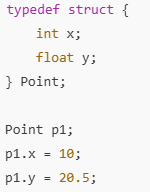 typedef struct {
    int x;
    float y;
} Point;

Point p1;
p1.x = 10;
p1.y = 20.5;